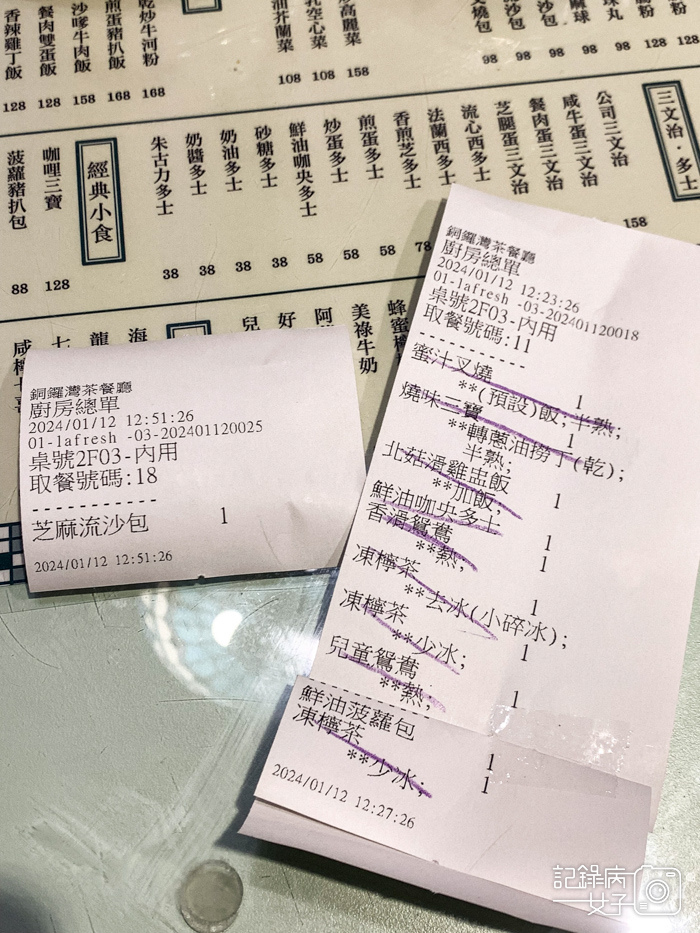 香辣雞丁飯 128
餐肉雙蛋飯 128
沙嗲牛肉飯 158
煎蛋豬扒飯 168
乾炒牛河粉 168
108
108
158
98
98
98
98
98
128
128
三文治·多士
公司三文治 158
咸牛蛋三文治
餐肉蛋三文治
芝腿蛋三文治
流心西多士
法蘭西多士 78
香煎芝多士 58
煎蛋多士 58
炒蛋多士 58
鮮油咖央多士 58
砂糖多士 38
奶油多士 38
奶醬多士 38
朱古力多士 38
經典小食
咖哩三寶 128
菠蘿豬扒包 88
美祿牛奶
銅鑼灣茶餐廳
廚房總單
2024/01/12 12:51:26
01-1afresh -03-202401120025
桌號2F03-內用
取餐號碼:18
------------
芝麻流沙包 1
2024/01/12 12:51:26
銅鑼灣茶餐廳
廚房總單
2024/01/12 12:23:26
01-1afresh -03-202401120018
桌號2F03-內用
取餐號碼:11
------------
蜜汁叉燒 1
**(預設)飯;半熟;
燒味三寶 1
**轉蔥油撈丁(乾);
半熟;
北菇滑雞盅飯 1
**加飯;
鮮油咖央多士 1
香滑鴛鴦 1
**熱;
凍檸茶 1
**去冰(小碎冰);
凍檸茶 1
**少冰;
兒童鴛鴦 1
**熱;
------------
鮮油菠蘿包 1
凍檸茶 1
**少冰;
2024/01/12 12:27:26
記錄病女子